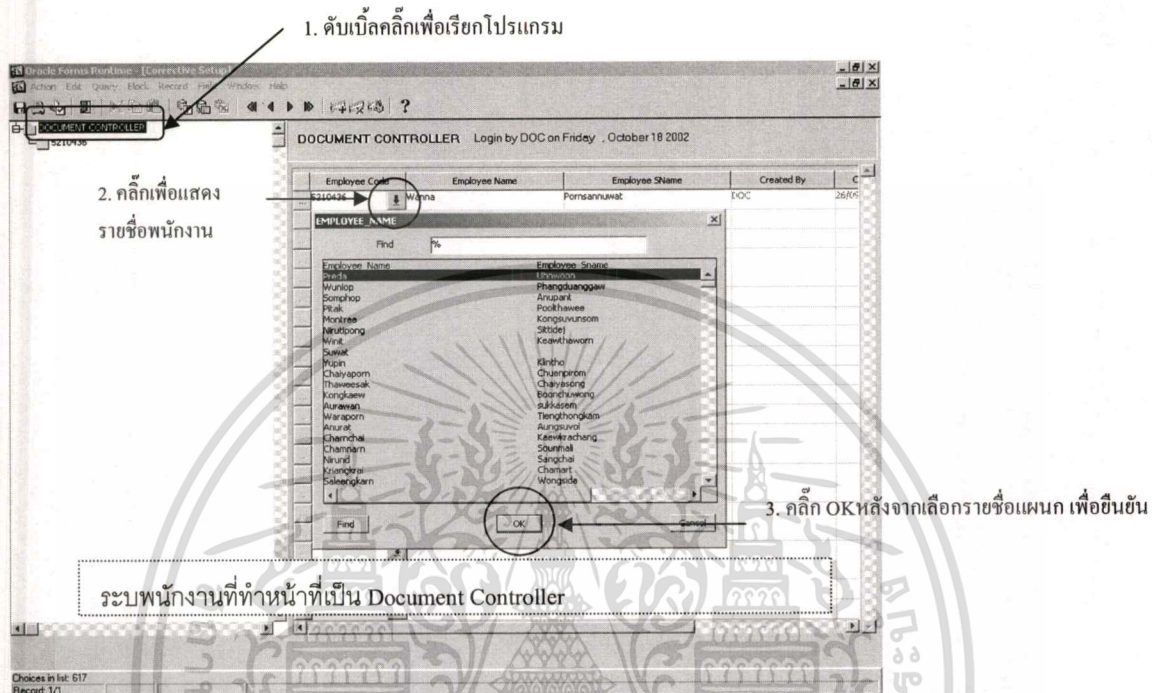 1. ดับเบิ้ลคลิ๊กเพื่อเรียกโปรแกรม
Oracle Forms Runtime - [Corrective Setup]
Action Edit Query Block Record Help Window Help
DOCUMENT CONTROLLER
5210436
DOCUMENT CONTROLLER Login by DOC on Friday , October 18 2002
Employee Code Employee Name Employee SName Created By C
5210436 Wanna Pornsannuwat DOC 26/09
2. คลิ๊กเพื่อแสดง
รายชื่อพนักงาน
EMPLOYEE_NAME
Find %
Employee Name Employee Sname
Preda
Wunlop Phangduanggaw
Somphop Anupant
Pitak Poolthawee
Montree Kongsuvunsom
Nirutipong Sittidej
Winit Keawthaworn
Suwat
Yupin Klintho
Chaiyaporn Chuenpirom
Thaweesak Chaiyasong
Kongkaew Boonchuwong
Aurawan sukkasem
Waraporn Tiengthongkam
Anurat Aungsuvol
Charnchai Kaewkrachang
Chamnarn Sounmali
Nirund Sangchai
Kriangkrai Chamart
Saleengkarn Wongsida
Find OK Cancel
3. คลิ๊ก OKหลังจากเลือกรายชื่อแผนก เพื่อยืนยัน
ระบุพนักงานที่ทำหน้าที่เป็น Document Controller
Choices in list: 617
Record: 1/1